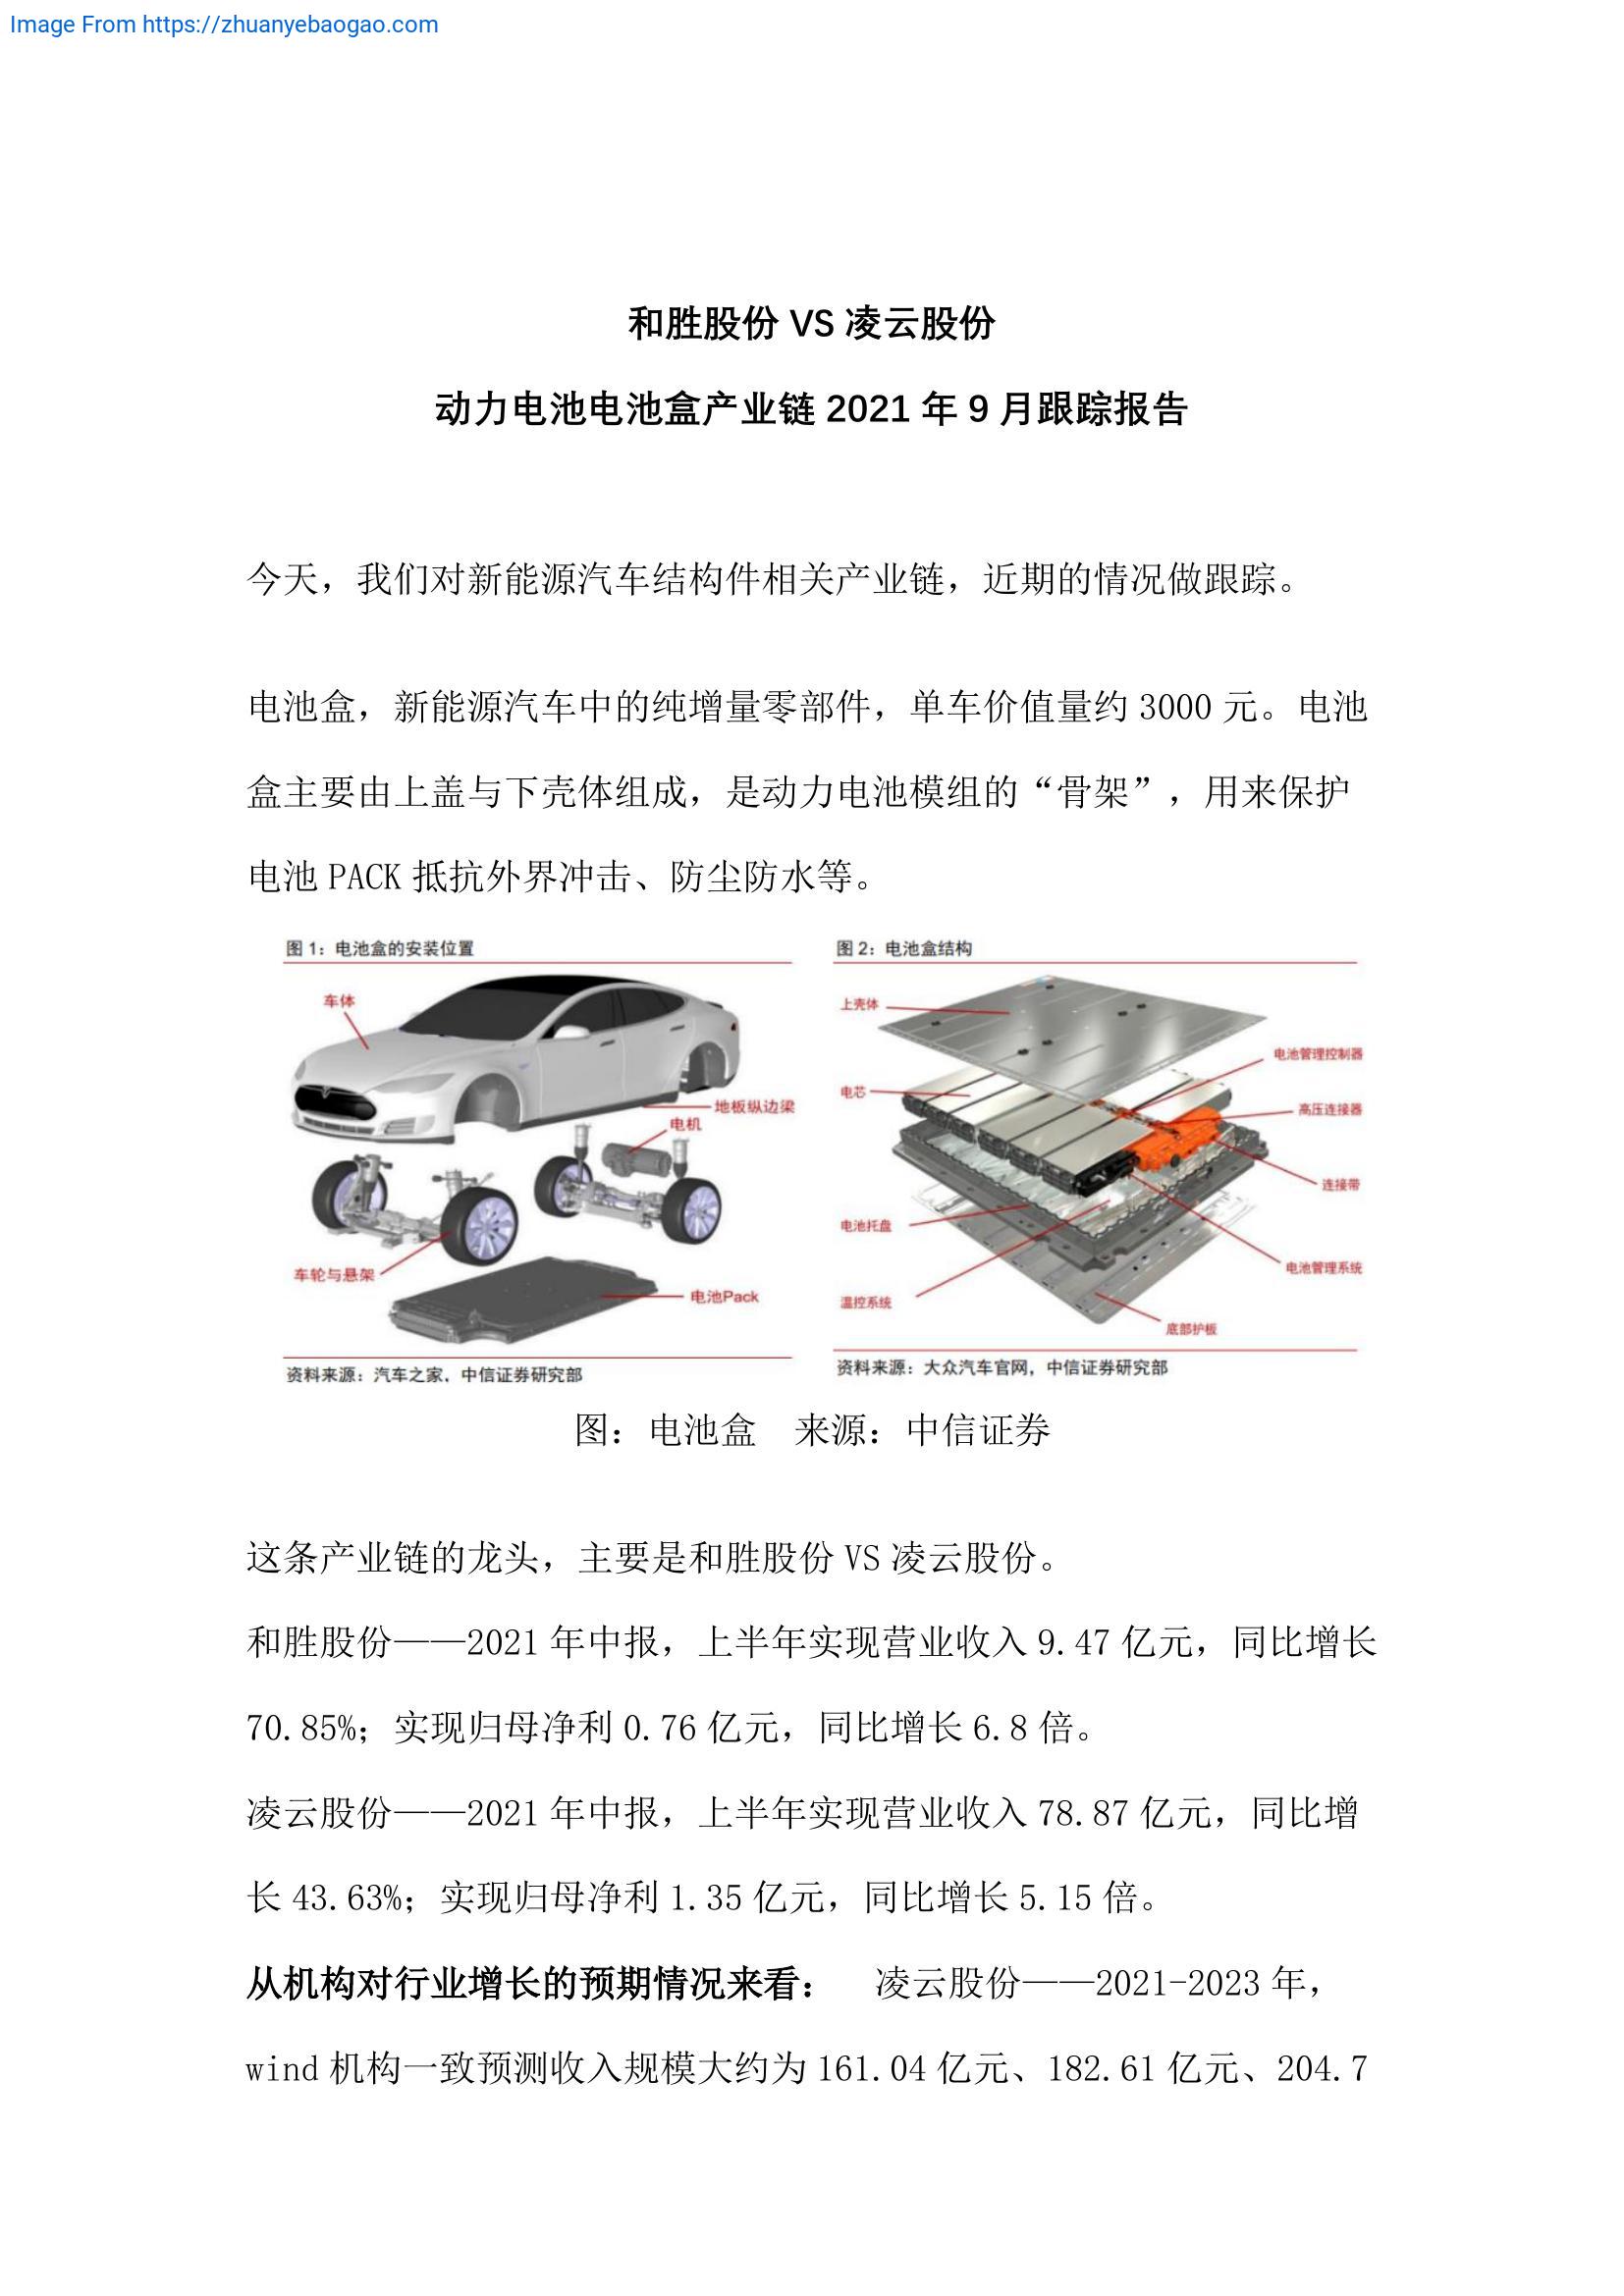 Image From https://zhuanyebaogao.com
和胜股份 VS 凌云股份
动力电池电池盒产业链 2021 年 9 月跟踪报告
今天，我们对新能源汽车结构件相关产业链，近期的情况做跟踪。
电池盒，新能源汽车中的纯增量零部件，单车价值量约 3000 元。电池
盒主要由上盖与下壳体组成，是动力电池模组的“骨架”，用来保护
电池 PACK 抵抗外界冲击、防尘防水等。
图 1：电池盒的安装位置
车体
地板纵边梁
电机
车轮与悬架
电池Pack
资料来源：汽车之家，中信证券研究部
图 2：电池盒结构
上壳体
电池管理控制器
电芯
高压连接器
连接带
电池托盘
电池管理系统
温控系统
底部护板
资料来源：大众汽车官网，中信证券研究部
图：电池盒　来源：中信证券
这条产业链的龙头，主要是和胜股份 VS 凌云股份。
和胜股份——2021 年中报，上半年实现营业收入 9.47 亿元，同比增长
70.85%；实现归母净利 0.76 亿元，同比增长 6.8 倍。
凌云股份——2021 年中报，上半年实现营业收入 78.87 亿元，同比增
长 43.63%；实现归母净利 1.35 亿元，同比增长 5.15 倍。
从机构对行业增长的预期情况来看：　凌云股份——2021-2023 年，
wind 机构一致预测收入规模大约为 161.04 亿元、182.61 亿元、204.7